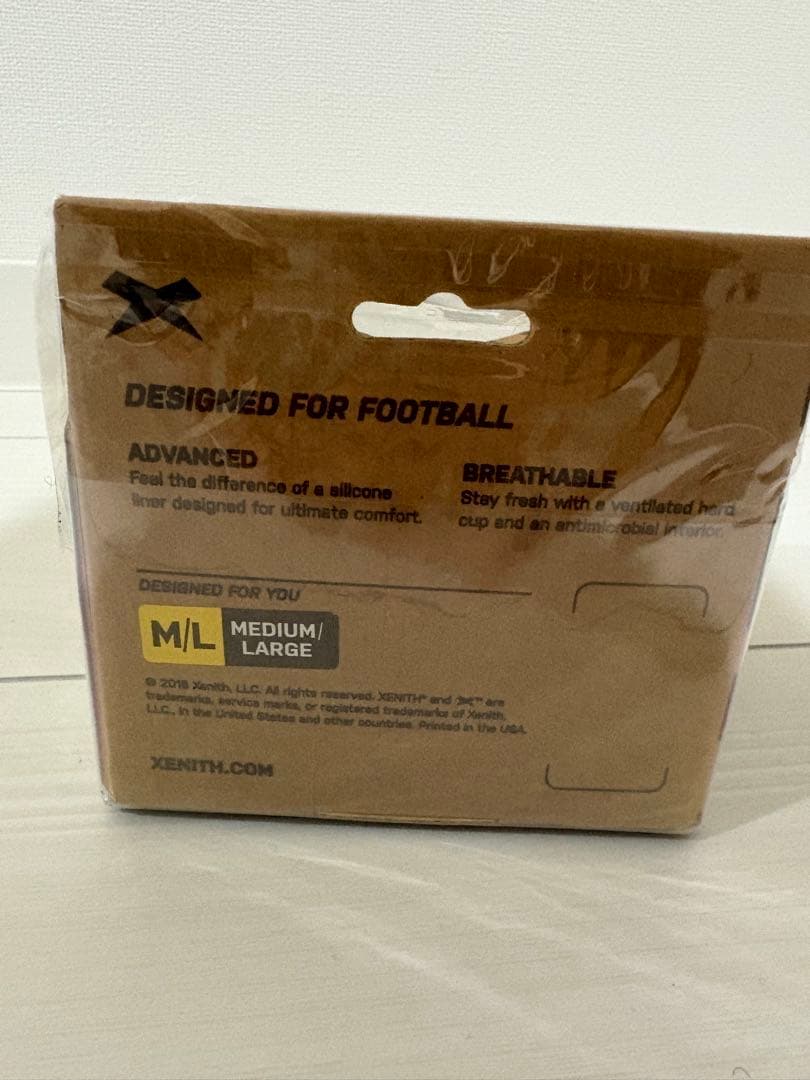 DESIGNED FOR FOOTBALL
ADVANCED
Feel the difference of a silicone
liner designed for ultimate comfort.
BREATHABLE
Stay fresh with a ventilated hard
cup and an antimicrobial interior.
DESIGNED FOR YOU
M/L MEDIUM/
LARGE
© 2018 Xenith, LLC. All rights reserved. XENITH® and ™ are
trademarks, service marks, or registered trademarks of Xenith,
LLC., in the United States and other countries. Printed in the USA.
XENITH.COM